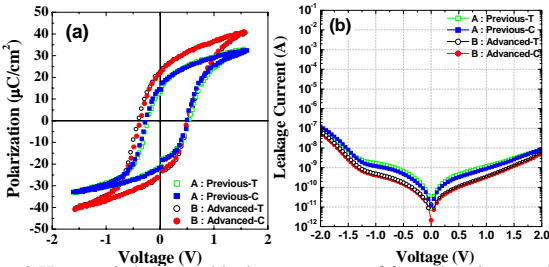 (a)
Polarization (μC/cm²)
50
40
30
20
10
0
-10
-20
-30
-40
-50
A : Previous-T
A : Previous-C
B : Advanced-T
B : Advanced-C
-2 -1 0 1 2
Voltage (V)
(b)
Leakage Current (A)
10⁻¹
10⁻²
10⁻³
10⁻⁴
10⁻⁵
10⁻⁶
10⁻⁷
10⁻⁸
10⁻⁹
10⁻¹⁰
10⁻¹¹
10⁻¹²
A : Previous-T
A : Previous-C
B : Advanced-T
B : Advanced-C
-2.0 -1.5 -1.0 -0.5 0.0 0.5 1.0 1.5 2.0
Voltage (V)